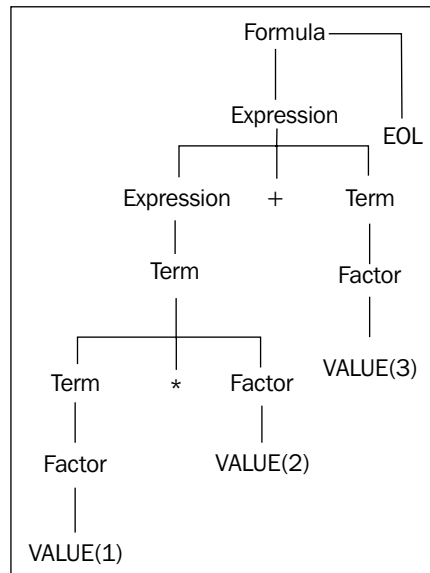 Formula
Expression
EOL
Expression + Term
Term
Factor
VALUE(3)
Term * Factor
VALUE(2)
Factor
VALUE(1)